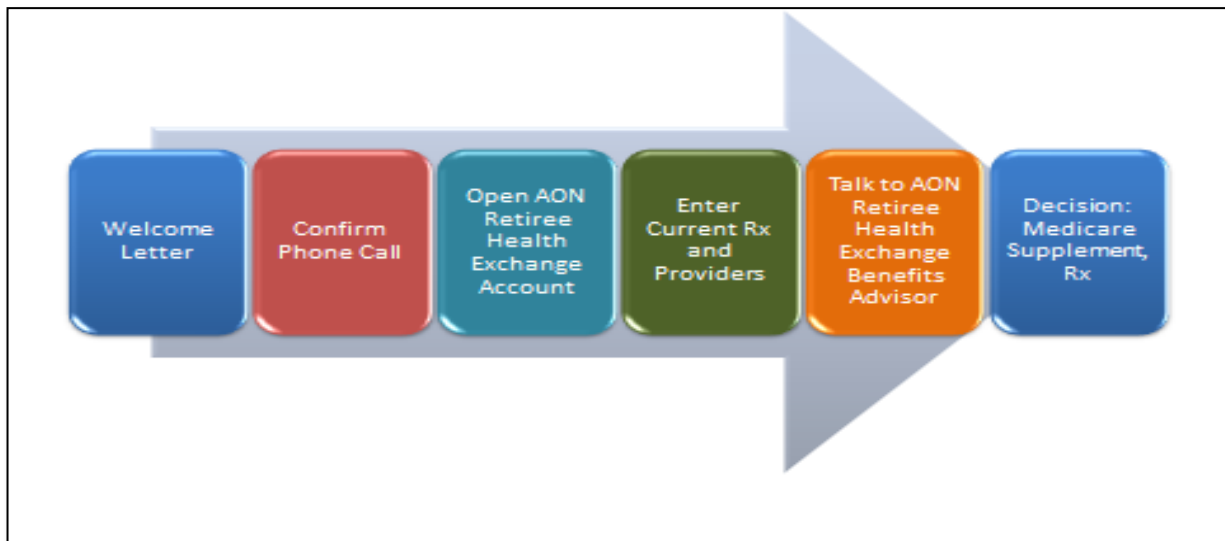 Welcome
Letter
Confirm
Phone Call
Open AON
Retiree
Health
Exchange
Account
Enter
Current Rx
and
Providers
Talk to AON
Retiree
Health
Exchange
Benefits
Advisor
Decision:
Medicare
Supplement,
Rx